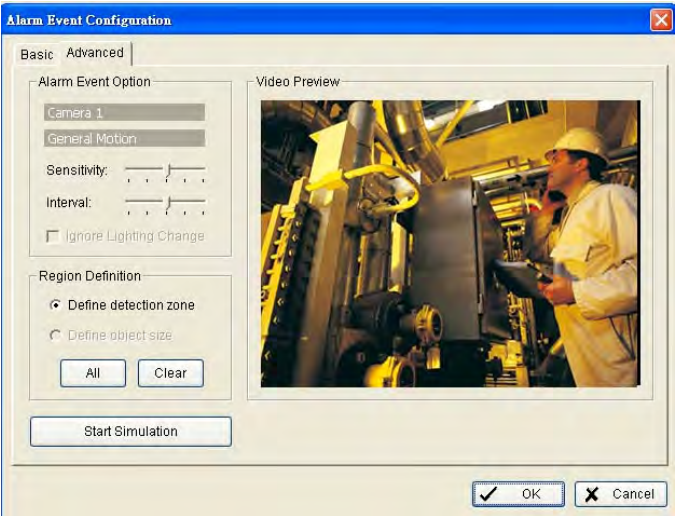 Alarm Event Configuration
Basic
Advanced
Alarm Event Option
Camera 1
General Motion
Sensitivity:
Interval:
Ignore Lighting Change
Region Definition
Define detection zone
Define object size
All
Clear
Start Simulation
Video Preview
OK
Cancel